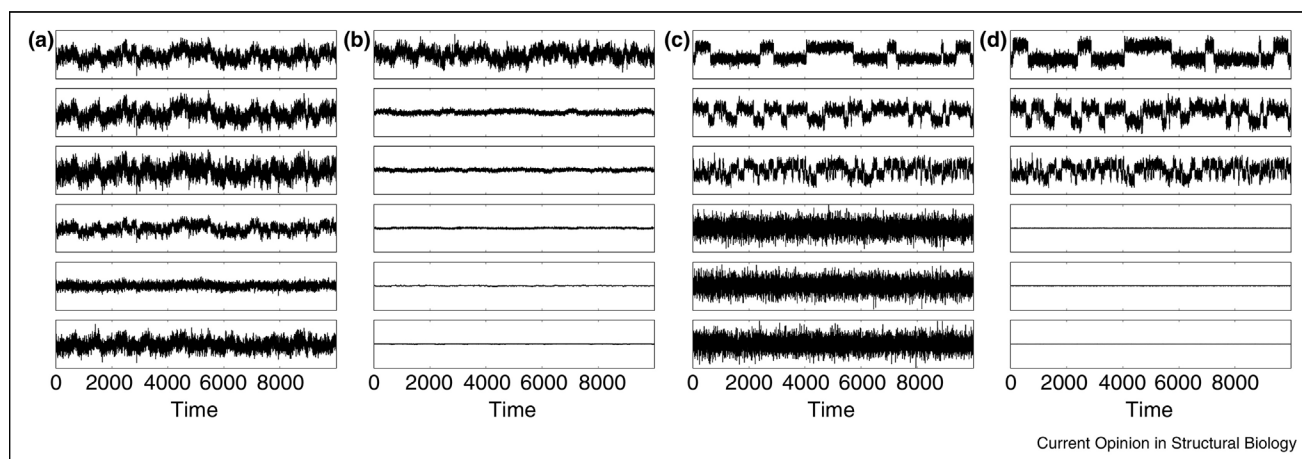 (a) (b) (c) (d)
0 2000 4000 6000 8000 0 2000 4000 6000 8000 0 2000 4000 6000 8000 0 2000 4000 6000 8000
Time Time Time Time
Current Opinion in Structural Biology